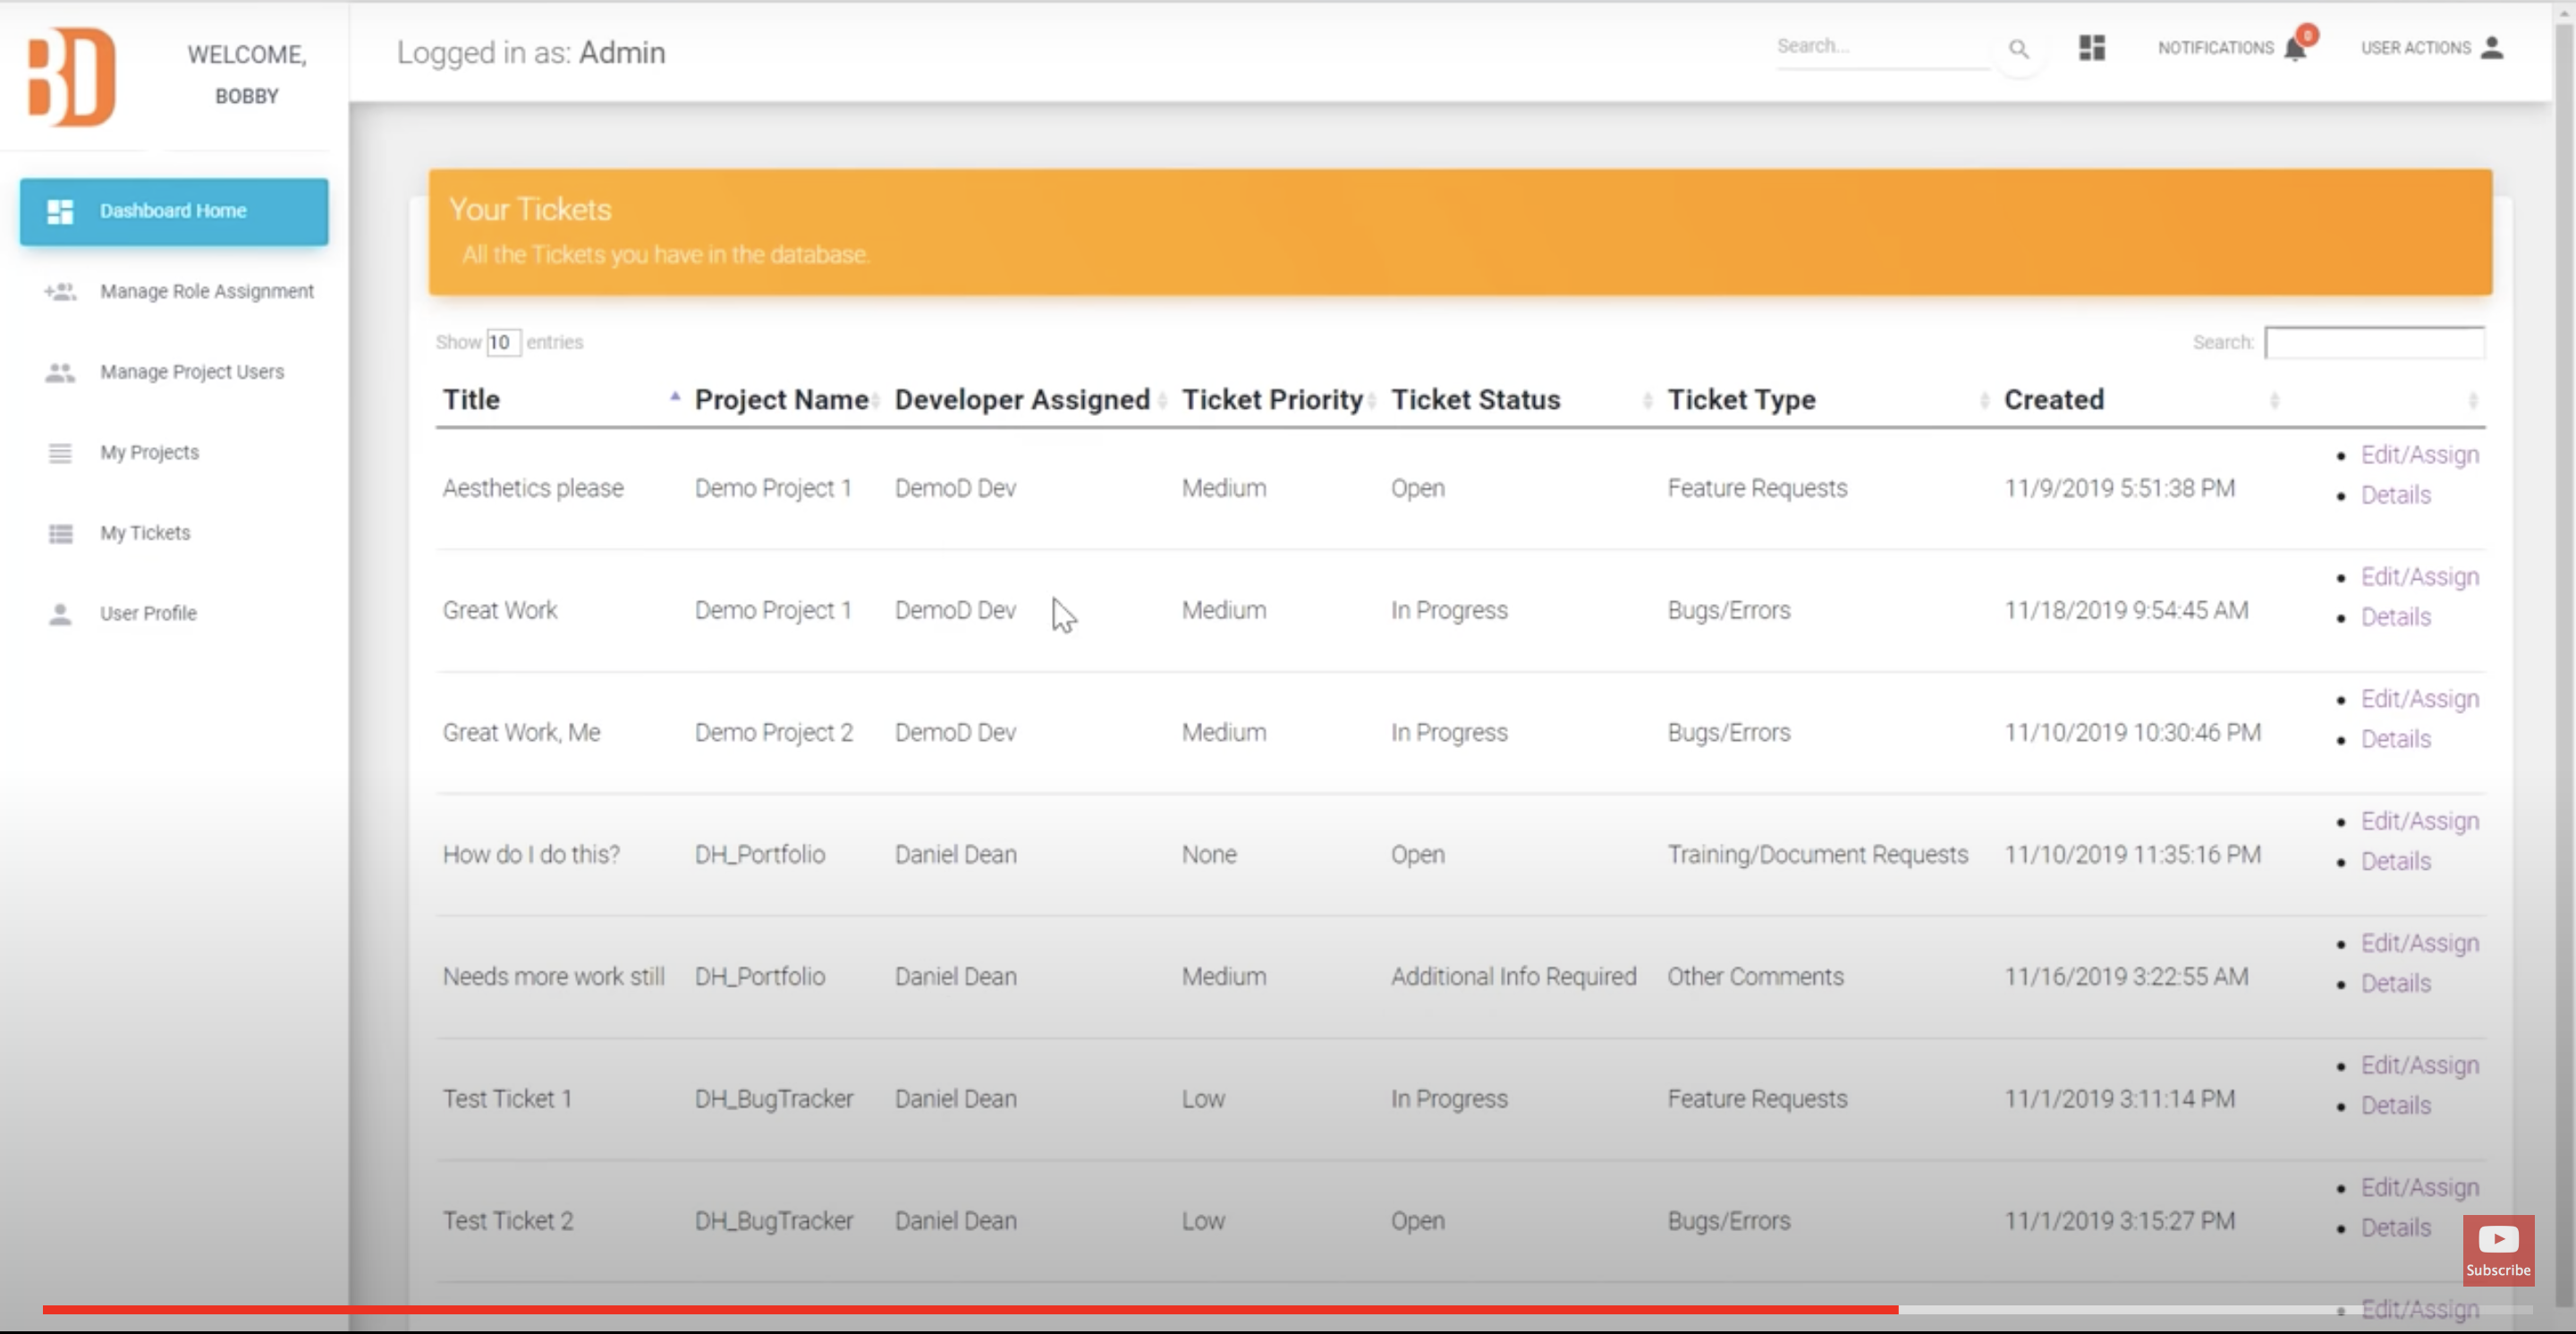 BD
WELCOME,
BOBBY
Logged in as: Admin
Search...
NOTIFICATIONS
0
USER ACTIONS
Dashboard Home
Manage Role Assignment
Manage Project Users
My Projects
My Tickets
User Profile
Your Tickets
All the Tickets you have in the database.
Show 10 entries
Search:
Title Project Name Developer Assigned Ticket Priority Ticket Status Ticket Type Created
Aesthetics please Demo Project 1 DemoD Dev Medium Open Feature Requests 11/9/2019 5:51:38 PM
Edit/Assign
Details
Great Work Demo Project 1 DemoD Dev Medium In Progress Bugs/Errors 11/18/2019 9:54:45 AM
Edit/Assign
Details
Great Work, Me Demo Project 2 DemoD Dev Medium In Progress Bugs/Errors 11/10/2019 10:30:46 PM
Edit/Assign
Details
How do I do this? DH_Portfolio Daniel Dean None Open Training/Document Requests 11/10/2019 11:35:16 PM
Edit/Assign
Details
Needs more work still DH_Portfolio Daniel Dean Medium Additional Info Required Other Comments 11/16/2019 3:22:55 AM
Edit/Assign
Details
Test Ticket 1 DH_BugTracker Daniel Dean Low In Progress Feature Requests 11/1/2019 3:11:14 PM
Edit/Assign
Details
Test Ticket 2 DH_BugTracker Daniel Dean Low Open Bugs/Errors 11/1/2019 3:15:27 PM
Edit/Assign
Details
Subscribe
Edit/Assign